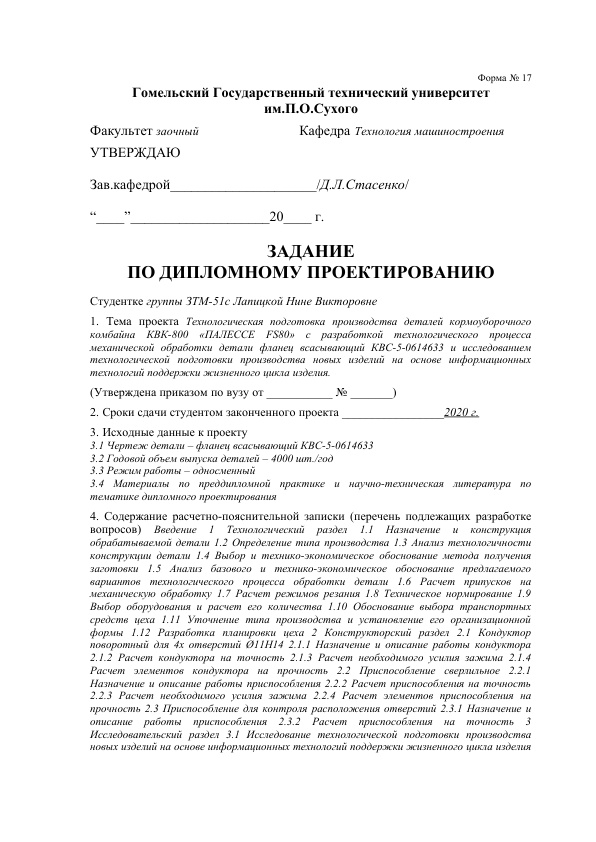 Форма № 17
Гомельский Государственный технический университет
им.П.О.Сухого
Факультет заочный Кафедра Технология машиностроения
УТВЕРЖДАЮ
Зав.кафедрой______________________/Д.Л.Стасенко/
“____”_____________________20____ г.
ЗАДАНИЕ
ПО ДИПЛОМНОМУ ПРОЕКТИРОВАНИЮ
Студентке группы ЗТМ-51с Лапицкой Нине Викторовне
1. Тема проекта Технологическая подготовка производства деталей кормоуборочного
комбайна КВК-800 «ПАЛЕССЕ FS80» с разработкой технологического процесса
механической обработки детали фланец всасывающий КВС-5-0614633 и исследованием
технологической подготовки производства новых изделий на основе информационных
технологий поддержки жизненного цикла изделия.
(Утверждена приказом по вузу от ___________ № _______)
2. Сроки сдачи студентом законченного проекта _________________2020 г.
3. Исходные данные к проекту
3.1 Чертеж детали – фланец всасывающий КВС-5-0614633
3.2 Годовой объем выпуска деталей – 4000 шт./год
3.3 Режим работы – односменный
3.4 Материалы по преддипломной практике и научно-техническая литература по
тематике дипломного проектирования
4. Содержание расчетно-пояснительной записки (перечень подлежащих разработке
вопросов) Введение 1 Технологический раздел 1.1 Назначение и конструкция
обрабатываемой детали 1.2 Определение типа производства 1.3 Анализ технологичности
конструкции детали 1.4 Выбор и технико-экономическое обоснование метода получения
заготовки 1.5 Анализ базового и технико-экономическое обоснование предлагаемого
вариантов технологического процесса обработки детали 1.6 Расчет припусков на
механическую обработку 1.7 Расчет режимов резания 1.8 Техническое нормирование 1.9
Выбор оборудования и расчет его количества 1.10 Обоснование выбора транспортных
средств цеха 1.11 Уточнение типа производства и установление его организационной
формы 1.12 Разработка планировки цеха 2 Конструкторский раздел 2.1 Кондуктор
поворотный для 4х отверстий Ø11H14 2.1.1 Назначение и описание работы кондуктора
2.1.2 Расчет кондуктора на точность 2.1.3 Расчет необходимого усилия зажима 2.1.4
Расчет элементов кондуктора на прочность 2.2 Приспособление сверлильное 2.2.1
Назначение и описание работы приспособления 2.2.2 Расчет приспособления на точность
2.2.3 Расчет необходимого усилия зажима 2.2.4 Расчет элементов приспособления на
прочность 2.3 Приспособление для контроля расположения отверстий 2.3.1 Назначение и
описание работы приспособления 2.3.2 Расчет приспособления на точность 3
Исследовательский раздел 3.1 Исследование технологической подготовки производства
новых изделий на основе информационных технологий поддержки жизненного цикла изделия